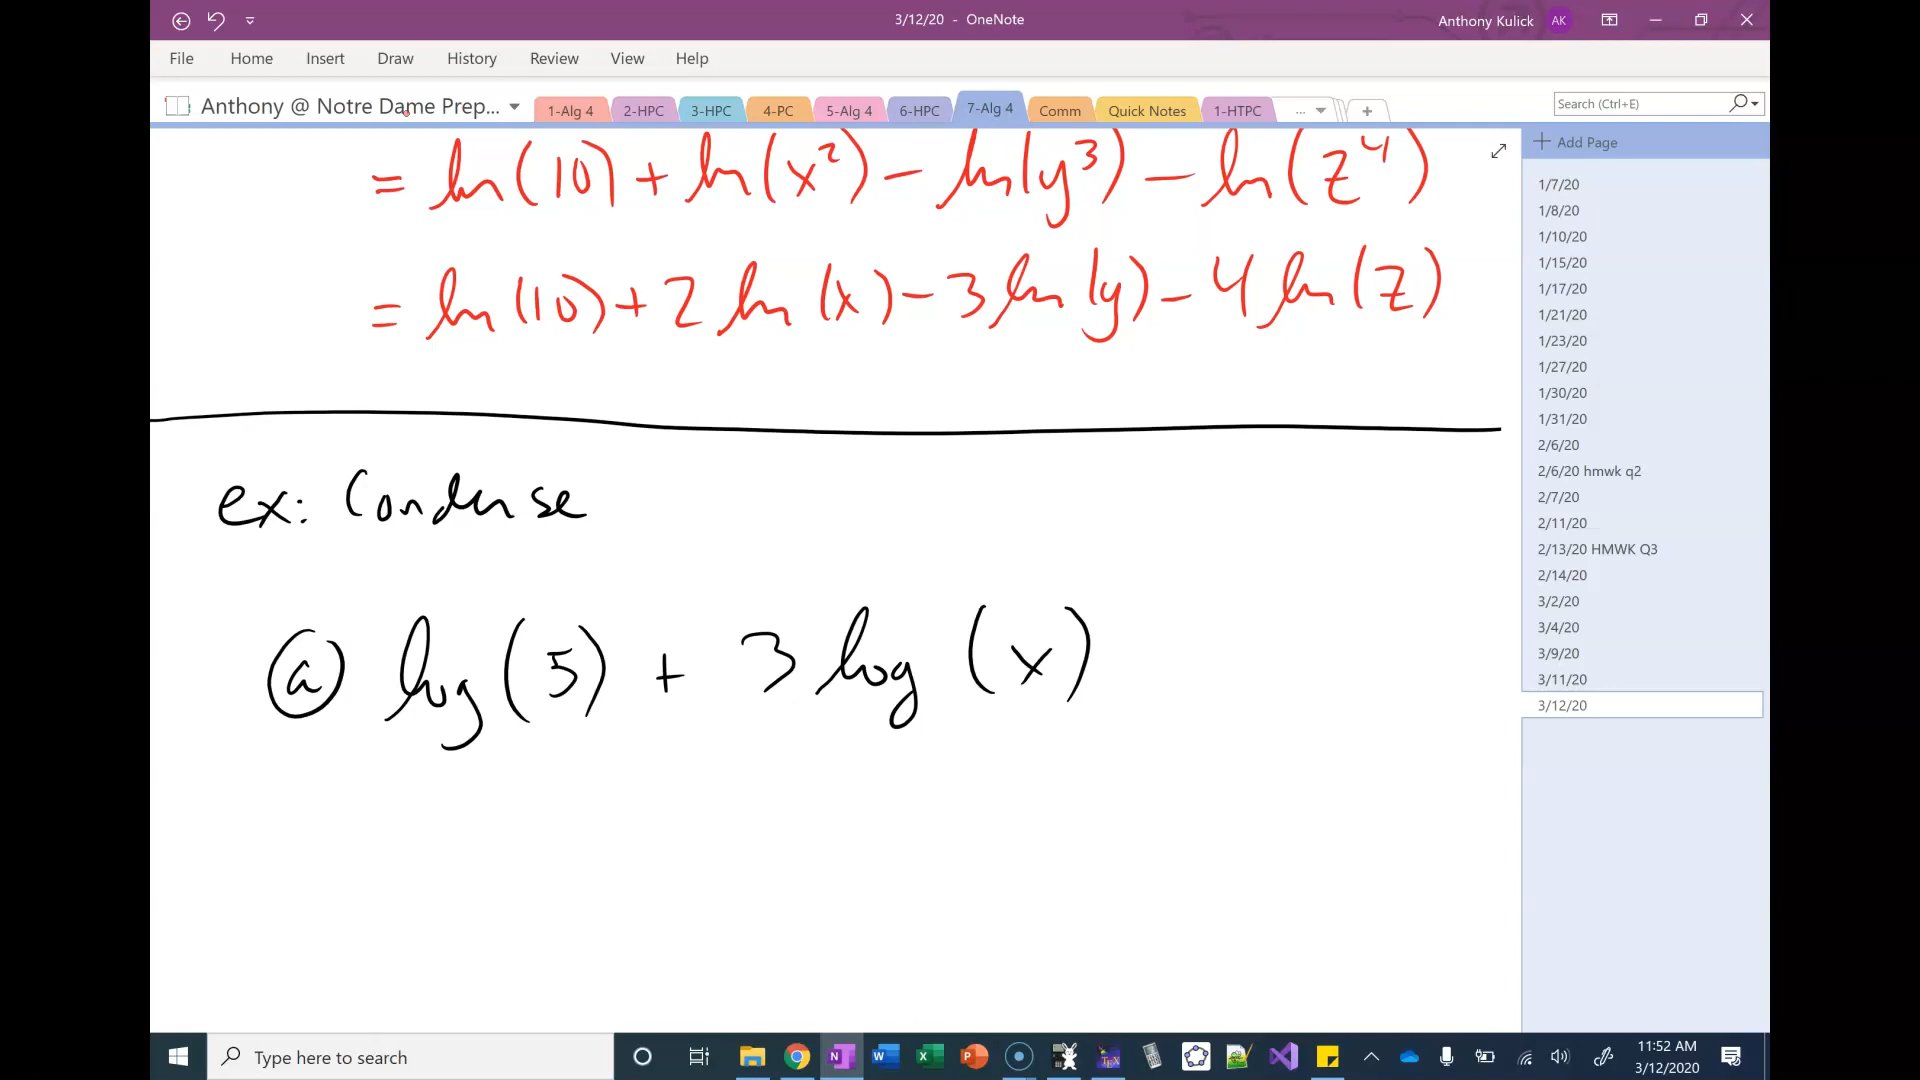 3/12/20 - OneNote
Anthony Kulick AK
File Home Insert Draw History Review View Help
Anthony @ Notre Dame Prep... 1-Alg 4 2-HPC 3-HPC 4-PC 5-Alg 4 6-HPC 7-Alg 4 Comm Quick Notes 1-HTPC ... +
Search (Ctrl+E)
Add Page
= ln(10) + ln(x²) - ln(y³) - ln(z⁴)
= ln(10) + 2 ln(x) - 3 ln(y) - 4 ln(z)
ex: Condense
ⓐ log(5) + 3 log(x)
1/7/20
1/8/20
1/10/20
1/15/20
1/17/20
1/21/20
1/23/20
1/27/20
1/30/20
1/31/20
2/6/20
2/6/20 hmwk q2
2/7/20
2/11/20
2/13/20 HMWK Q3
2/14/20
3/2/20
3/4/20
3/9/20
3/11/20
3/12/20
Type here to search
11:52 AM
3/12/2020